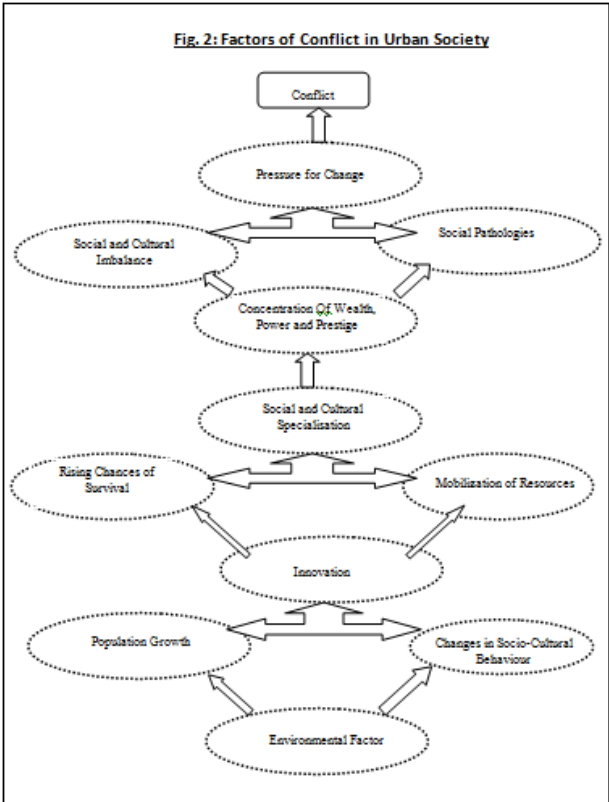 Fig. 2: Factors of Conflict in Urban Society
Conflict
Pressure for Change
Social and Cultural
Imbalance
Social Pathologies
Concentration Of Wealth,
Power and Prestige
Social and Cultural
Specialisation
Rising Chances of
Survival
Mobilization of Resources
Innovation
Population Growth
Changes in Socio-Cultural
Behaviour
Environmental Factor